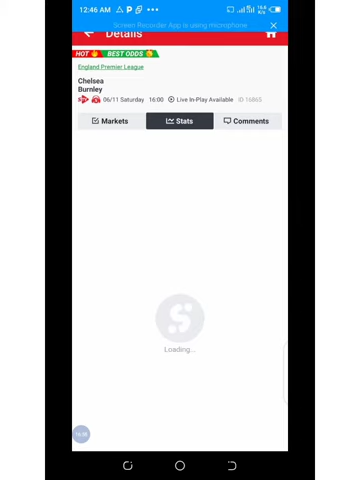 12:46 AM
Screen Recorder App is using microphone
Details
HOT BEST ODDS
England Premier League
Chelsea
Burnley
06/11 Saturday 16:00 Live In-Play Available ID 16865
Markets Stats Comments
Loading...